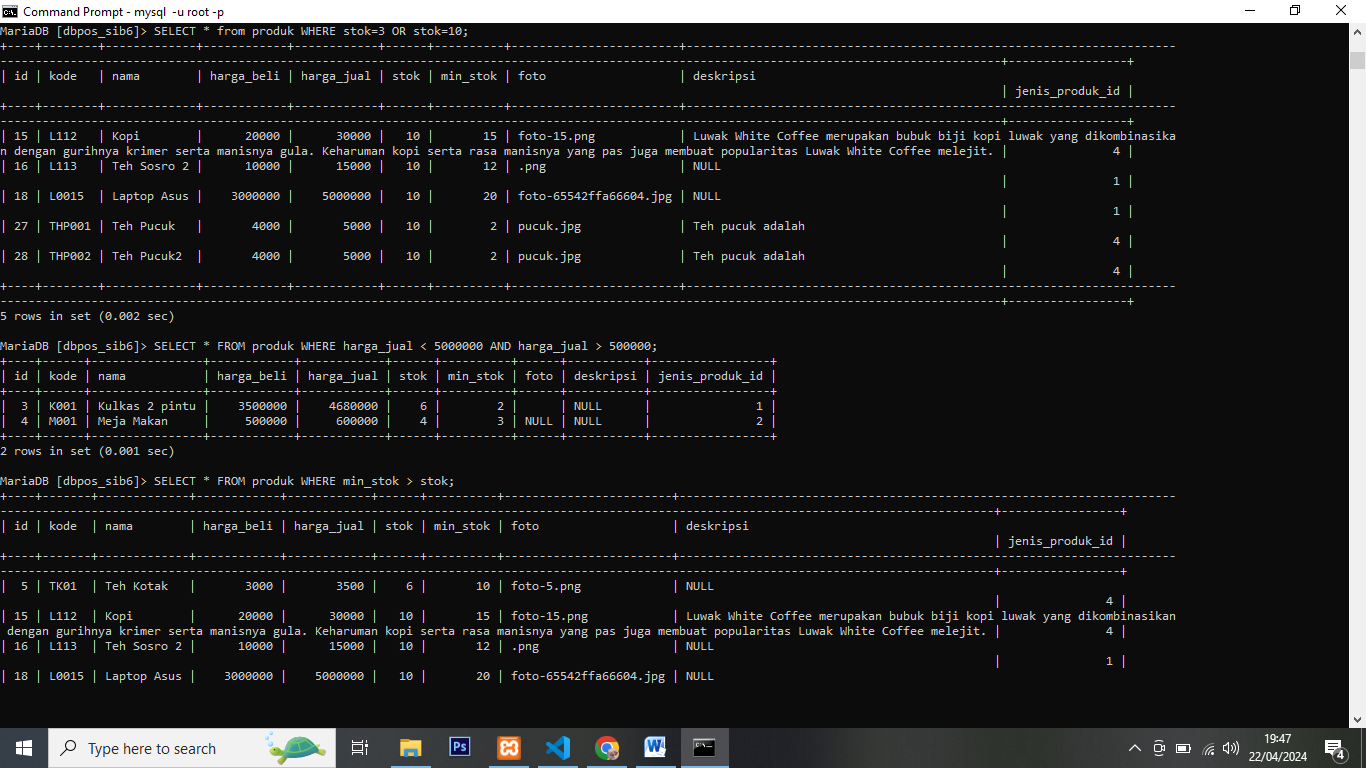 Command Prompt - mysql -u root -p
MariaDB [dbpos_sib6]> SELECT * from produk WHERE stok=3 OR stok=10;
| id | kode | nama | harga_beli | harga_jual | stok | min_stok | foto | deskripsi
| jenis_produk_id |
| 15 | L112 | Kopi | 20000 | 30000 | 10 | 15 | foto-15.png | Luwak White Coffee merupakan bubuk biji kopi luwak yang dikombinasika
n dengan gurihnya krimer serta manisnya gula. Keharuman kopi serta rasa manisnya yang pas juga membuat popularitas Luwak White Coffee melejit. | 4 |
| 16 | L113 | Teh Sosro 2 | 10000 | 15000 | 10 | 12 | .png | NULL
| 1 |
| 18 | L0015 | Laptop Asus | 3000000 | 5000000 | 10 | 20 | foto-65542ffa66604.jpg | NULL
| 1 |
| 27 | THP001 | Teh Pucuk | 4000 | 5000 | 10 | 2 | pucuk.jpg | Teh pucuk adalah
| 4 |
| 28 | THP002 | Teh Pucuk2 | 4000 | 5000 | 10 | 2 | pucuk.jpg | Teh pucuk adalah
| 4 |
5 rows in set (0.002 sec)
MariaDB [dbpos_sib6]> SELECT * FROM produk WHERE harga_jual < 5000000 AND harga_jual > 500000;
| id | kode | nama | harga_beli | harga_jual | stok | min_stok | foto | deskripsi | jenis_produk_id |
| 3 | K001 | Kulkas 2 pintu | 3500000 | 4680000 | 6 | 2 | | NULL | 1 |
| 4 | M001 | Meja Makan | 500000 | 600000 | 4 | 3 | NULL | NULL | 2 |
2 rows in set (0.001 sec)
MariaDB [dbpos_sib6]> SELECT * FROM produk WHERE min_stok > stok;
| id | kode | nama | harga_beli | harga_jual | stok | min_stok | foto | deskripsi
| jenis_produk_id |
| 5 | TK01 | Teh Kotak | 3000 | 3500 | 6 | 10 | foto-5.png | NULL
| 4 |
| 15 | L112 | Kopi | 20000 | 30000 | 10 | 15 | foto-15.png | Luwak White Coffee merupakan bubuk biji kopi luwak yang dikombinasikan
dengan gurihnya krimer serta manisnya gula. Keharuman kopi serta rasa manisnya yang pas juga membuat popularitas Luwak White Coffee melejit. | 4 |
| 16 | L113 | Teh Sosro 2 | 10000 | 15000 | 10 | 12 | .png | NULL
| 1 |
| 18 | L0015 | Laptop Asus | 3000000 | 5000000 | 10 | 20 | foto-65542ffa66604.jpg | NULL
Type here to search
Ps
19:47
22/04/2024
4